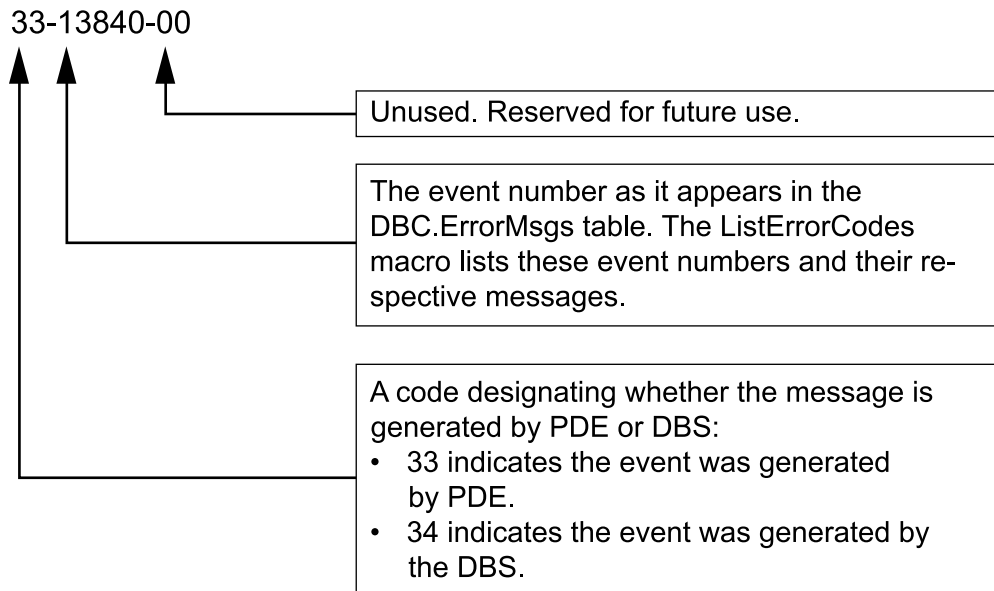 33-13840-00
Unused. Reserved for future use.
The event number as it appears in the
DBC.ErrorMsgs table. The ListErrorCodes
macro lists these event numbers and their re-
spective messages.
A code designating whether the message is
generated by PDE or DBS:
• 33 indicates the event was generated
by PDE.
• 34 indicates the event was generated by
the DBS.